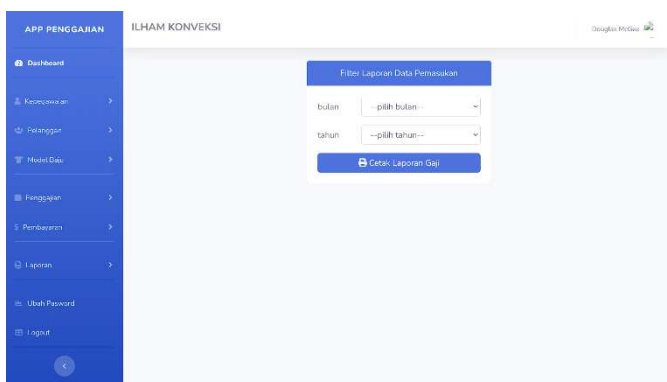 APP PENGGAJIAN
ILHAM KONVEKSI
Douglas McGee
Dashboard
Kepegawaian
Pelanggan
Model Baju
Penggajian
Pembayaran
Laporan
Ubah Pasword
Logout
Filter Laporan Data Pemasukan
bulan --pilih bulan--
tahun --pilih tahun--
Cetak Laporan Gaji